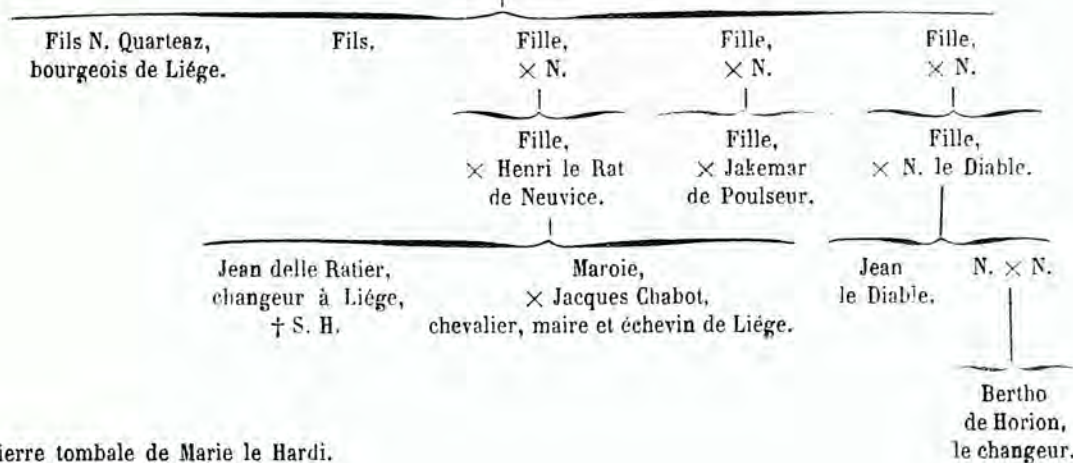 Fils N. Quarteaz,
bourgeois de Liége.
Fils.
Fille,
× N.
Fille,
× N.
Fille,
× N.
Fille,
× Henri le Rat
de Neuvice.
Fille,
× Jakemar
de Poulseur.
Fille,
× N. le Diable.
Jean delle Ratier,
changeur à Liége,
† S. H.
Maroie,
× Jacques Chabot,
chevalier, maire et échevin de Liége.
Jean
le Diable.
N. × N.
Bertho
de Horion,
le changeur.
ierre tombale de Marie le Hardi.